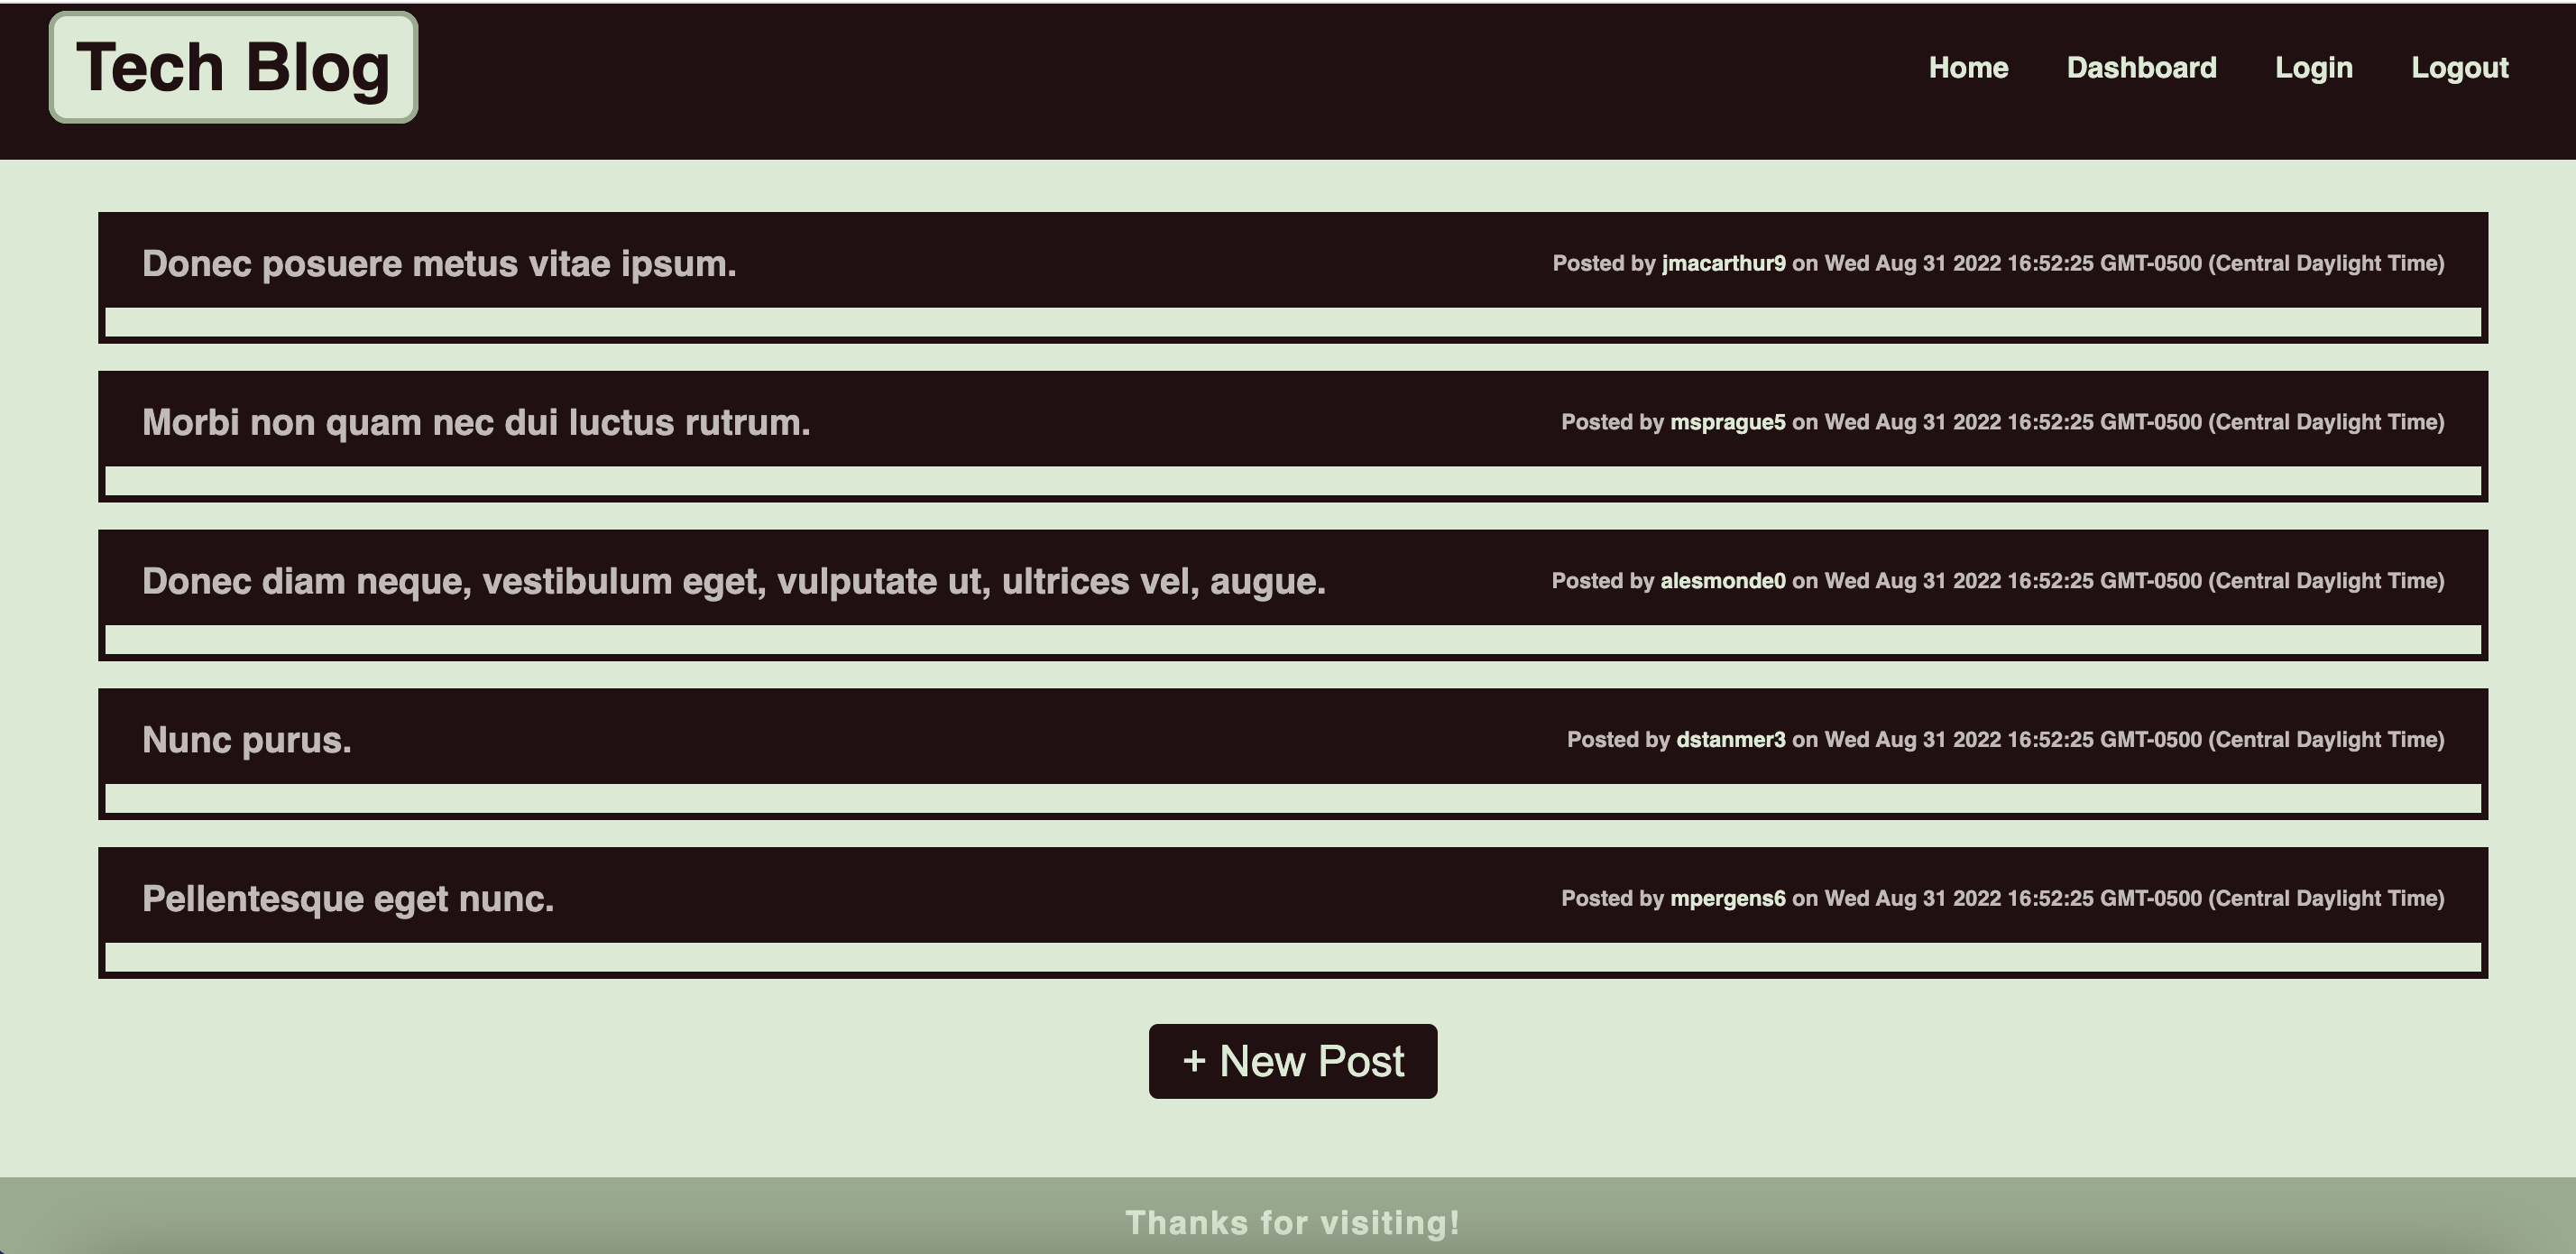 Tech Blog
Home Dashboard Login Logout
Donec posuere metus vitae ipsum. Posted by jmacarthur9 on Wed Aug 31 2022 16:52:25 GMT-0500 (Central Daylight Time)
Morbi non quam nec dui luctus rutrum. Posted by msprague5 on Wed Aug 31 2022 16:52:25 GMT-0500 (Central Daylight Time)
Donec diam neque, vestibulum eget, vulputate ut, ultrices vel, augue. Posted by alesmonde0 on Wed Aug 31 2022 16:52:25 GMT-0500 (Central Daylight Time)
Nunc purus. Posted by dstanmer3 on Wed Aug 31 2022 16:52:25 GMT-0500 (Central Daylight Time)
Pellentesque eget nunc. Posted by mpergens6 on Wed Aug 31 2022 16:52:25 GMT-0500 (Central Daylight Time)
+ New Post
Thanks for visiting!